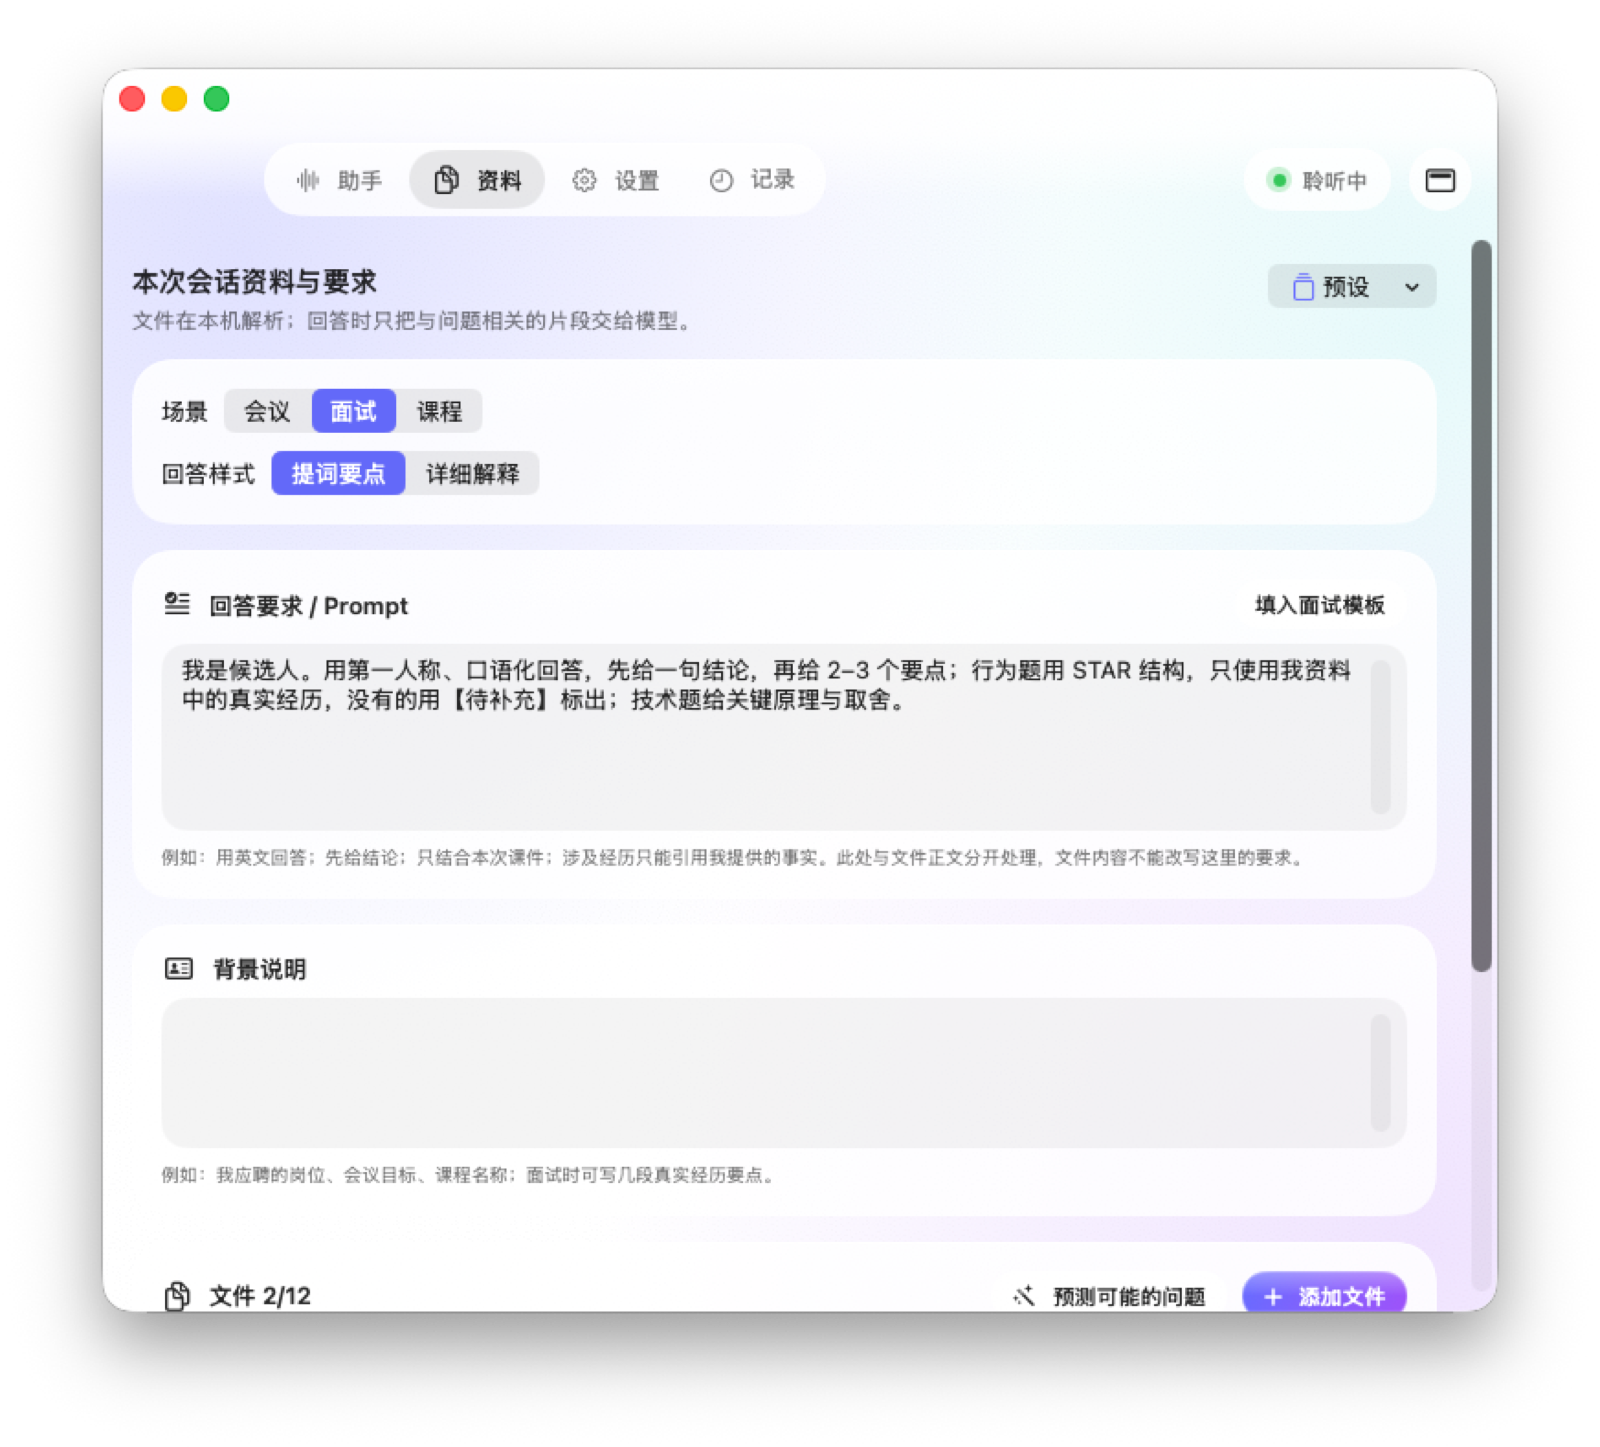 助手
资料
设置
记录
聆听中
本次会话资料与要求
预设
文件在本机解析；回答时只把与问题相关的片段交给模型。
场景 会议 面试 课程
回答样式 提词要点 详细解释
回答要求 / Prompt
填入面试模板
我是候选人。用第一人称、口语化回答，先给一句结论，再给 2–3 个要点；行为题用 STAR 结构，只使用我资料
中的真实经历，没有的用【待补充】标出；技术题给关键原理与取舍。
例如：用英文回答；先给结论；只结合本次课件；涉及经历只能引用我提供的事实。此处与文件正文分开处理，文件内容不能改写这里的要求。
背景说明
例如：我应聘的岗位、会议目标、课程名称；面试时可写几段真实经历要点。
文件 2/12
预测可能的问题
+ 添加文件